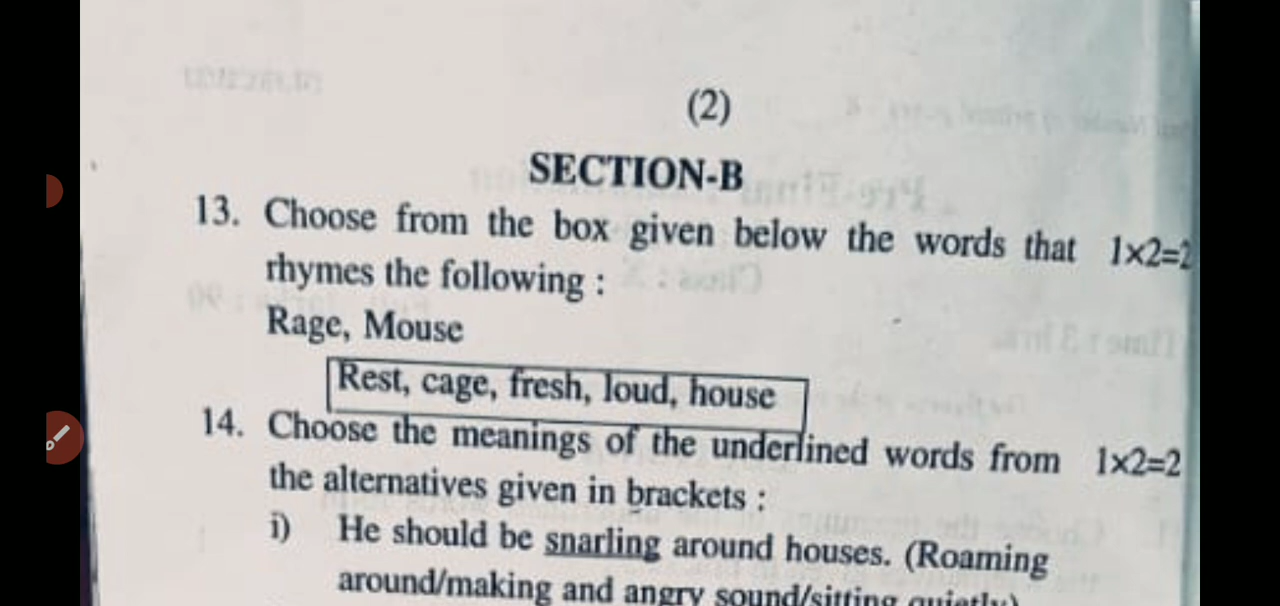 (2)
SECTION-B
13. Choose from the box given below the words that 1×2=2
rhymes the following :
Rage, Mouse
Rest, cage, fresh, loud, house
14. Choose the meanings of the underlined words from 1x2=2
the alternatives given in brackets :
i) He should be snarling around houses. (Roaming
around/making and angry sound/sitting quietly)